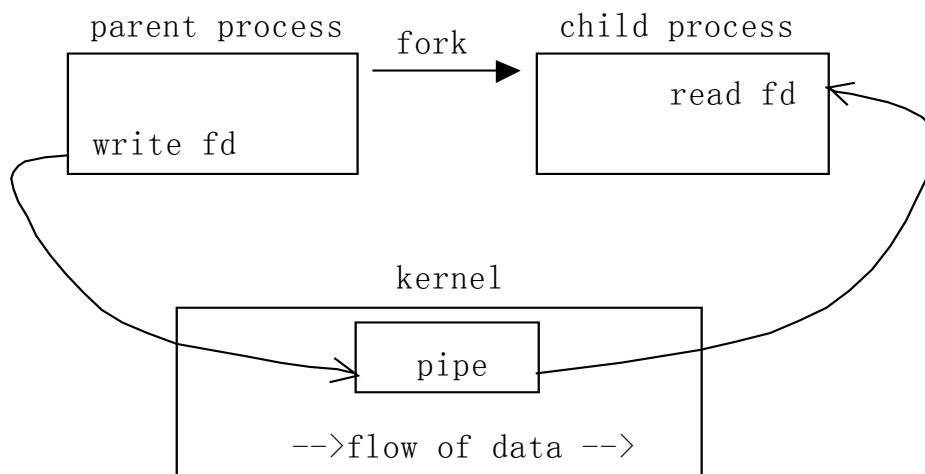 parent process
fork
child process
read fd
write fd
kernel
pipe
-->flow of data -->